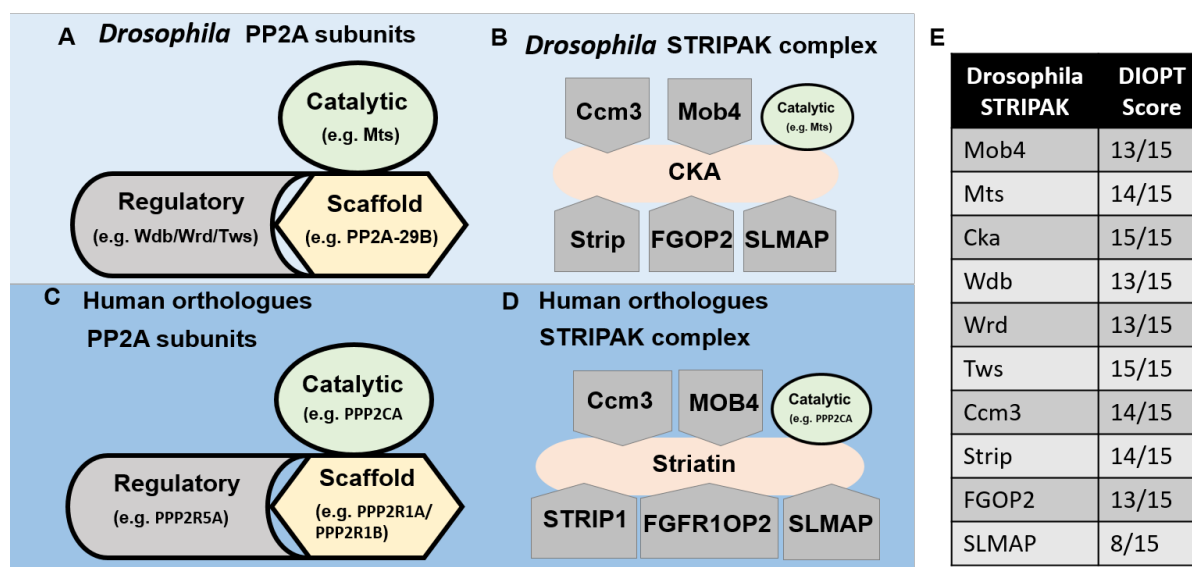 A Drosophila PP2A subunits
Catalytic
(e.g. Mts)
Regulatory
(e.g. Wdb/Wrd/Tws)
Scaffold
(e.g. PP2A-29B)
B Drosophila STRIPAK complex
Ccm3
Mob4
Catalytic
(e.g. Mts)
CKA
Strip
FGOP2
SLMAP
C Human orthologues
PP2A subunits
Catalytic
(e.g. PPP2CA)
Regulatory
(e.g. PPP2R5A)
Scaffold
(e.g. PPP2R1A/
PPP2R1B)
D Human orthologues
STRIPAK complex
Ccm3
MOB4
Catalytic
(e.g. PPP2CA
Striatin
STRIP1
FGFR1OP2
SLMAP
E
Drosophila DIOPT
STRIPAK Score
Mob4 13/15
Mts 14/15
Cka 15/15
Wdb 13/15
Wrd 13/15
Tws 15/15
Ccm3 14/15
Strip 14/15
FGOP2 13/15
SLMAP 8/15